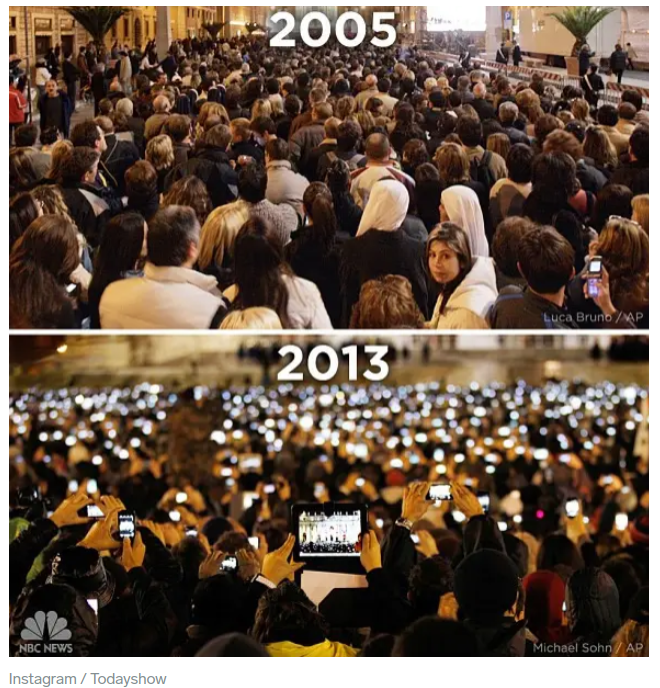 2005
Luca Bruno / AP
2013
NBC NEWS
Michael Sohn / AP
Instagram / Todayshow